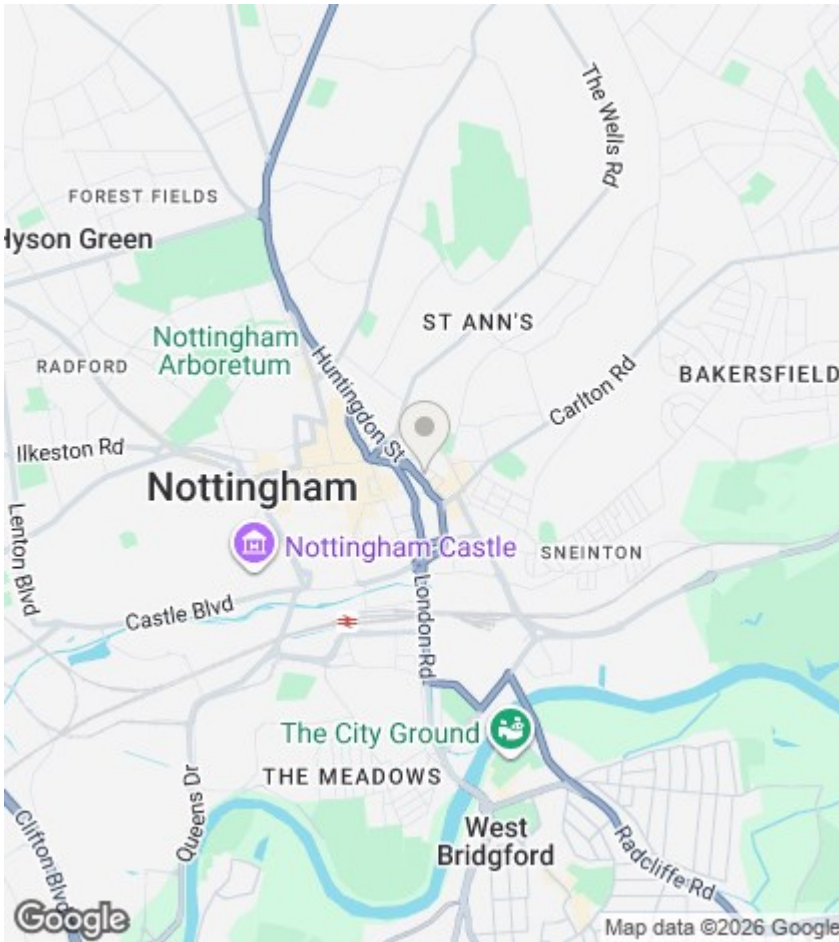 The Wells Rd
FOREST FIELDS
Hyson Green
ST ANN'S
Nottingham
Arboretum
RADFORD
Huntingdon St
BAKERSFIELD
Carlton Rd
Ilkeston Rd
Nottingham
Lenton Blvd
Nottingham Castle
SNEINTON
Castle Blvd
London Rd
The City Ground
THE MEADOWS
Queens Dr
West
Bridgford
Clifton Blvd
Radcliffe Rd
Google
Map data ©2026 Google